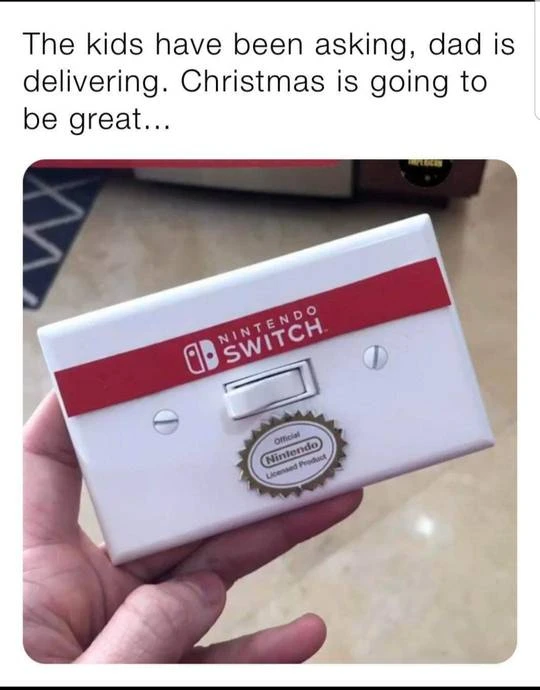 The kids have been asking, dad is
delivering. Christmas is going to
be great...
NINTENDO
SWITCH
Official
Nintendo
Licensed Product